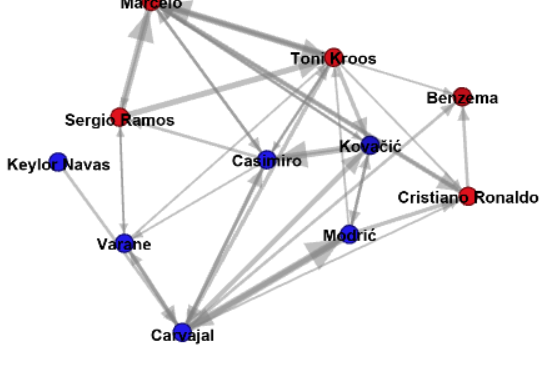 Marcelo
Toni Kroos
Benzema
Sergio Ramos
Kovačić
Keylor Navas
Casimiro
Cristiano Ronaldo
Modrić
Varane
Carvajal